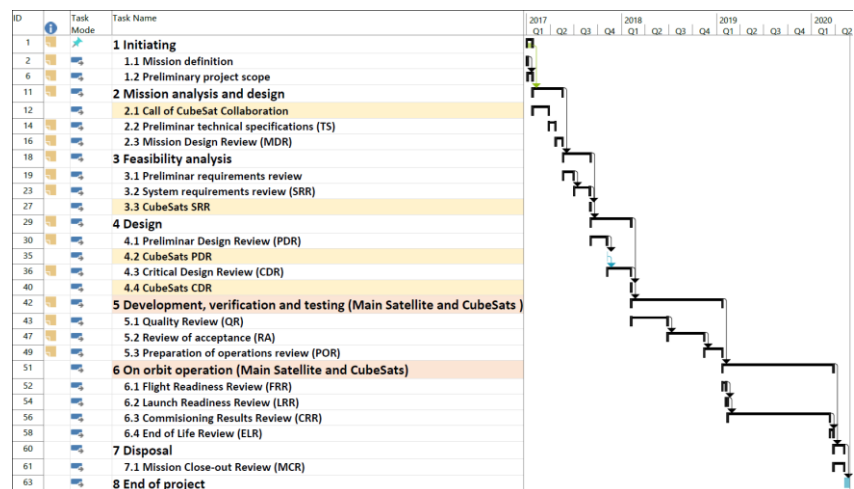 ID Task Mode Task Name 2017 2018 2019 2020
Q1 Q2 Q3 Q4 Q1 Q2 Q3 Q4 Q1 Q2 Q3 Q4 Q1 Q2
1 1 Initiating
2 1.1 Mission definition
6 1.2 Preliminary project scope
11 2 Mission analysis and design
12 2.1 Call of CubeSat Collaboration
14 2.2 Preliminar technical specifications (TS)
16 2.3 Mission Design Review (MDR)
18 3 Feasibility analysis
19 3.1 Preliminar requirements review
23 3.2 System requirements review (SRR)
27 3.3 CubeSats SRR
29 4 Design
30 4.1 Preliminar Design Review (PDR)
35 4.2 CubeSats PDR
36 4.3 Critical Design Review (CDR)
40 4.4 CubeSats CDR
42 5 Development, verification and testing (Main Satellite and CubeSats )
43 5.1 Quality Review (QR)
47 5.2 Review of acceptance (RA)
49 5.3 Preparation of operations review (POR)
51 6 On orbit operation (Main Satellite and CubeSats)
52 6.1 Flight Readiness Review (FRR)
54 6.2 Launch Readiness Review (LRR)
56 6.3 Commisioning Results Review (CRR)
58 6.4 End of Life Review (ELR)
60 7 Disposal
61 7.1 Mission Close-out Review (MCR)
63 8 End of project